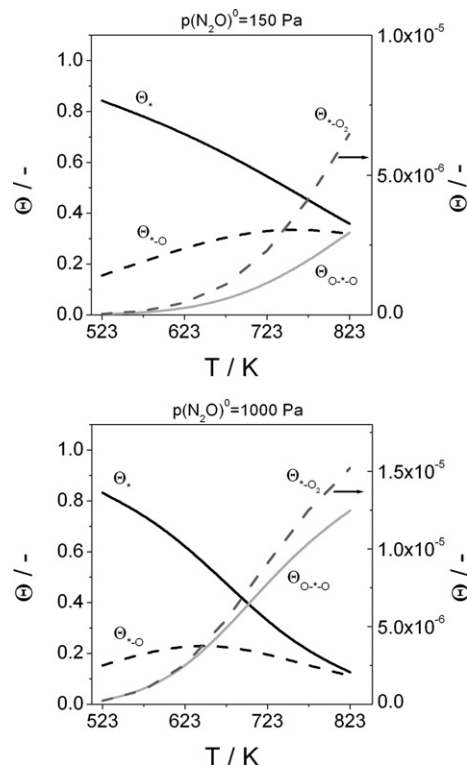 p(N₂O)⁰=150 Pa
1.0x10⁻⁵
1.0
Θ*
0.8
Θ*-O₂
0.6
5.0x10⁻⁶
Θ / -
Θ / -
0.4
Θ*-O
0.2
ΘO-*-O
0.0
0.0
523 623 723 823
T / K
p(N₂O)⁰=1000 Pa
1.0
Θ*
Θ*-O₂
1.5x10⁻⁵
0.8
ΘO-*-O
0.6
1.0x10⁻⁵
Θ / -
Θ / -
0.4
Θ*-O
5.0x10⁻⁶
0.2
0.0
0.0
523 623 723 823
T / K